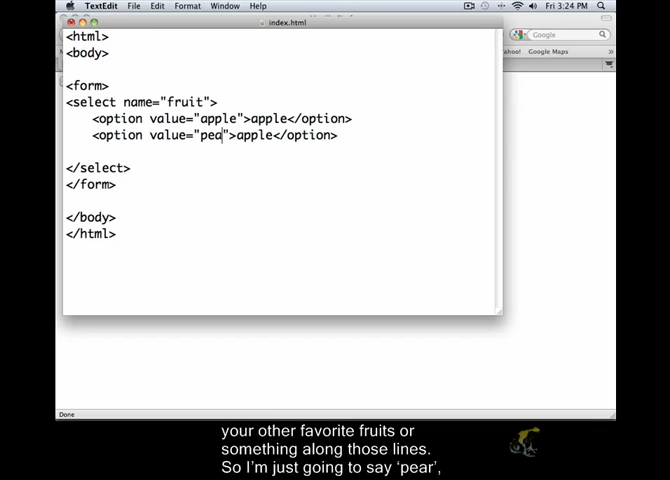 TextEdit File Edit Format Window Help Fri 3:24 PM
index.html
Google
<html>
<body>
ahoo! Google Maps
<form>
<select name="fruit">
<option value="apple">apple</option>
<option value="pea">apple</option>
</select>
</form>
</body>
</html>
Done
your other favorite fruits or
something along those lines.
So I'm just going to say ‘pear’,